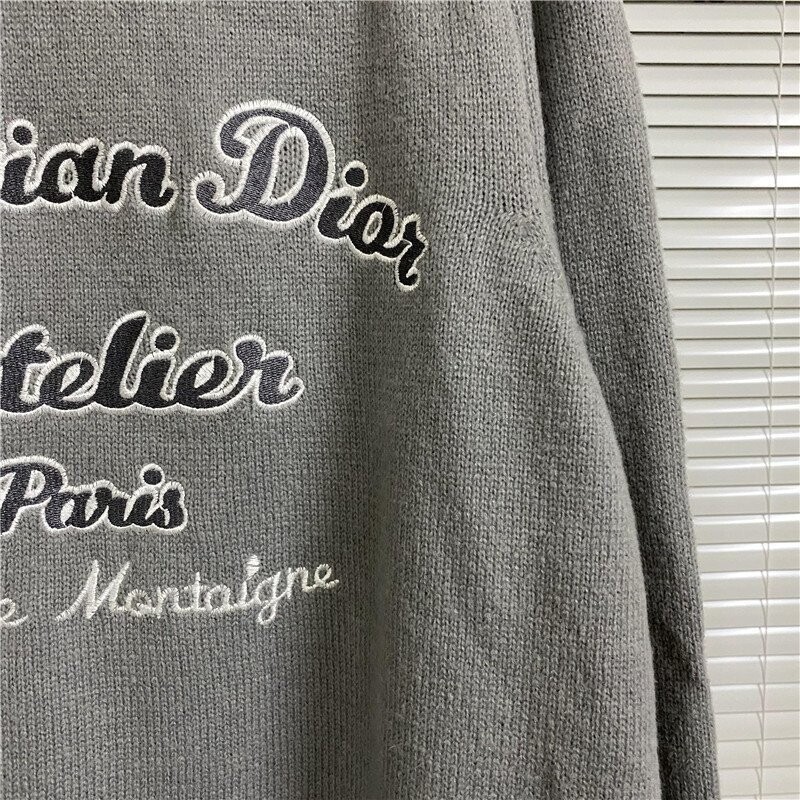 ian Dior
telier
Paris
e Montaigne